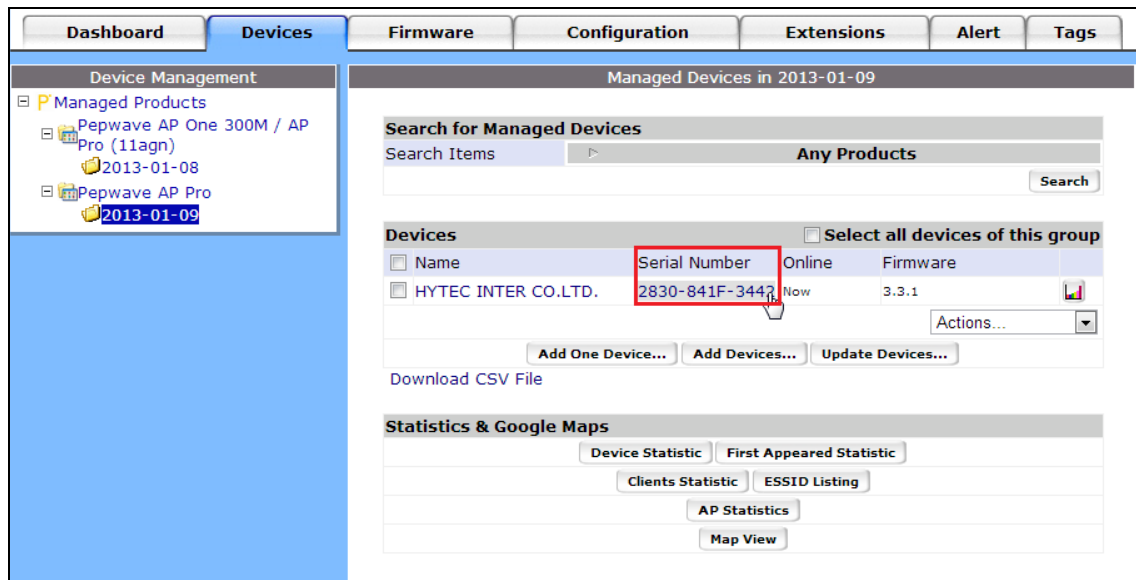 Dashboard Devices Firmware Configuration Extensions Alert Tags
Device Management
Managed Products
Pepwave AP One 300M / AP
Pro (11agn)
2013-01-08
Pepwave AP Pro
2013-01-09
Managed Devices in 2013-01-09
Search for Managed Devices
Search Items Any Products
Search
Devices Select all devices of this group
Name Serial Number Online Firmware
HYTEC INTER CO.LTD. 2830-841F-3442 Now 3.3.1
Actions...
Add One Device... Add Devices... Update Devices...
Download CSV File
Statistics & Google Maps
Device Statistic First Appeared Statistic
Clients Statistic ESSID Listing
AP Statistics
Map View